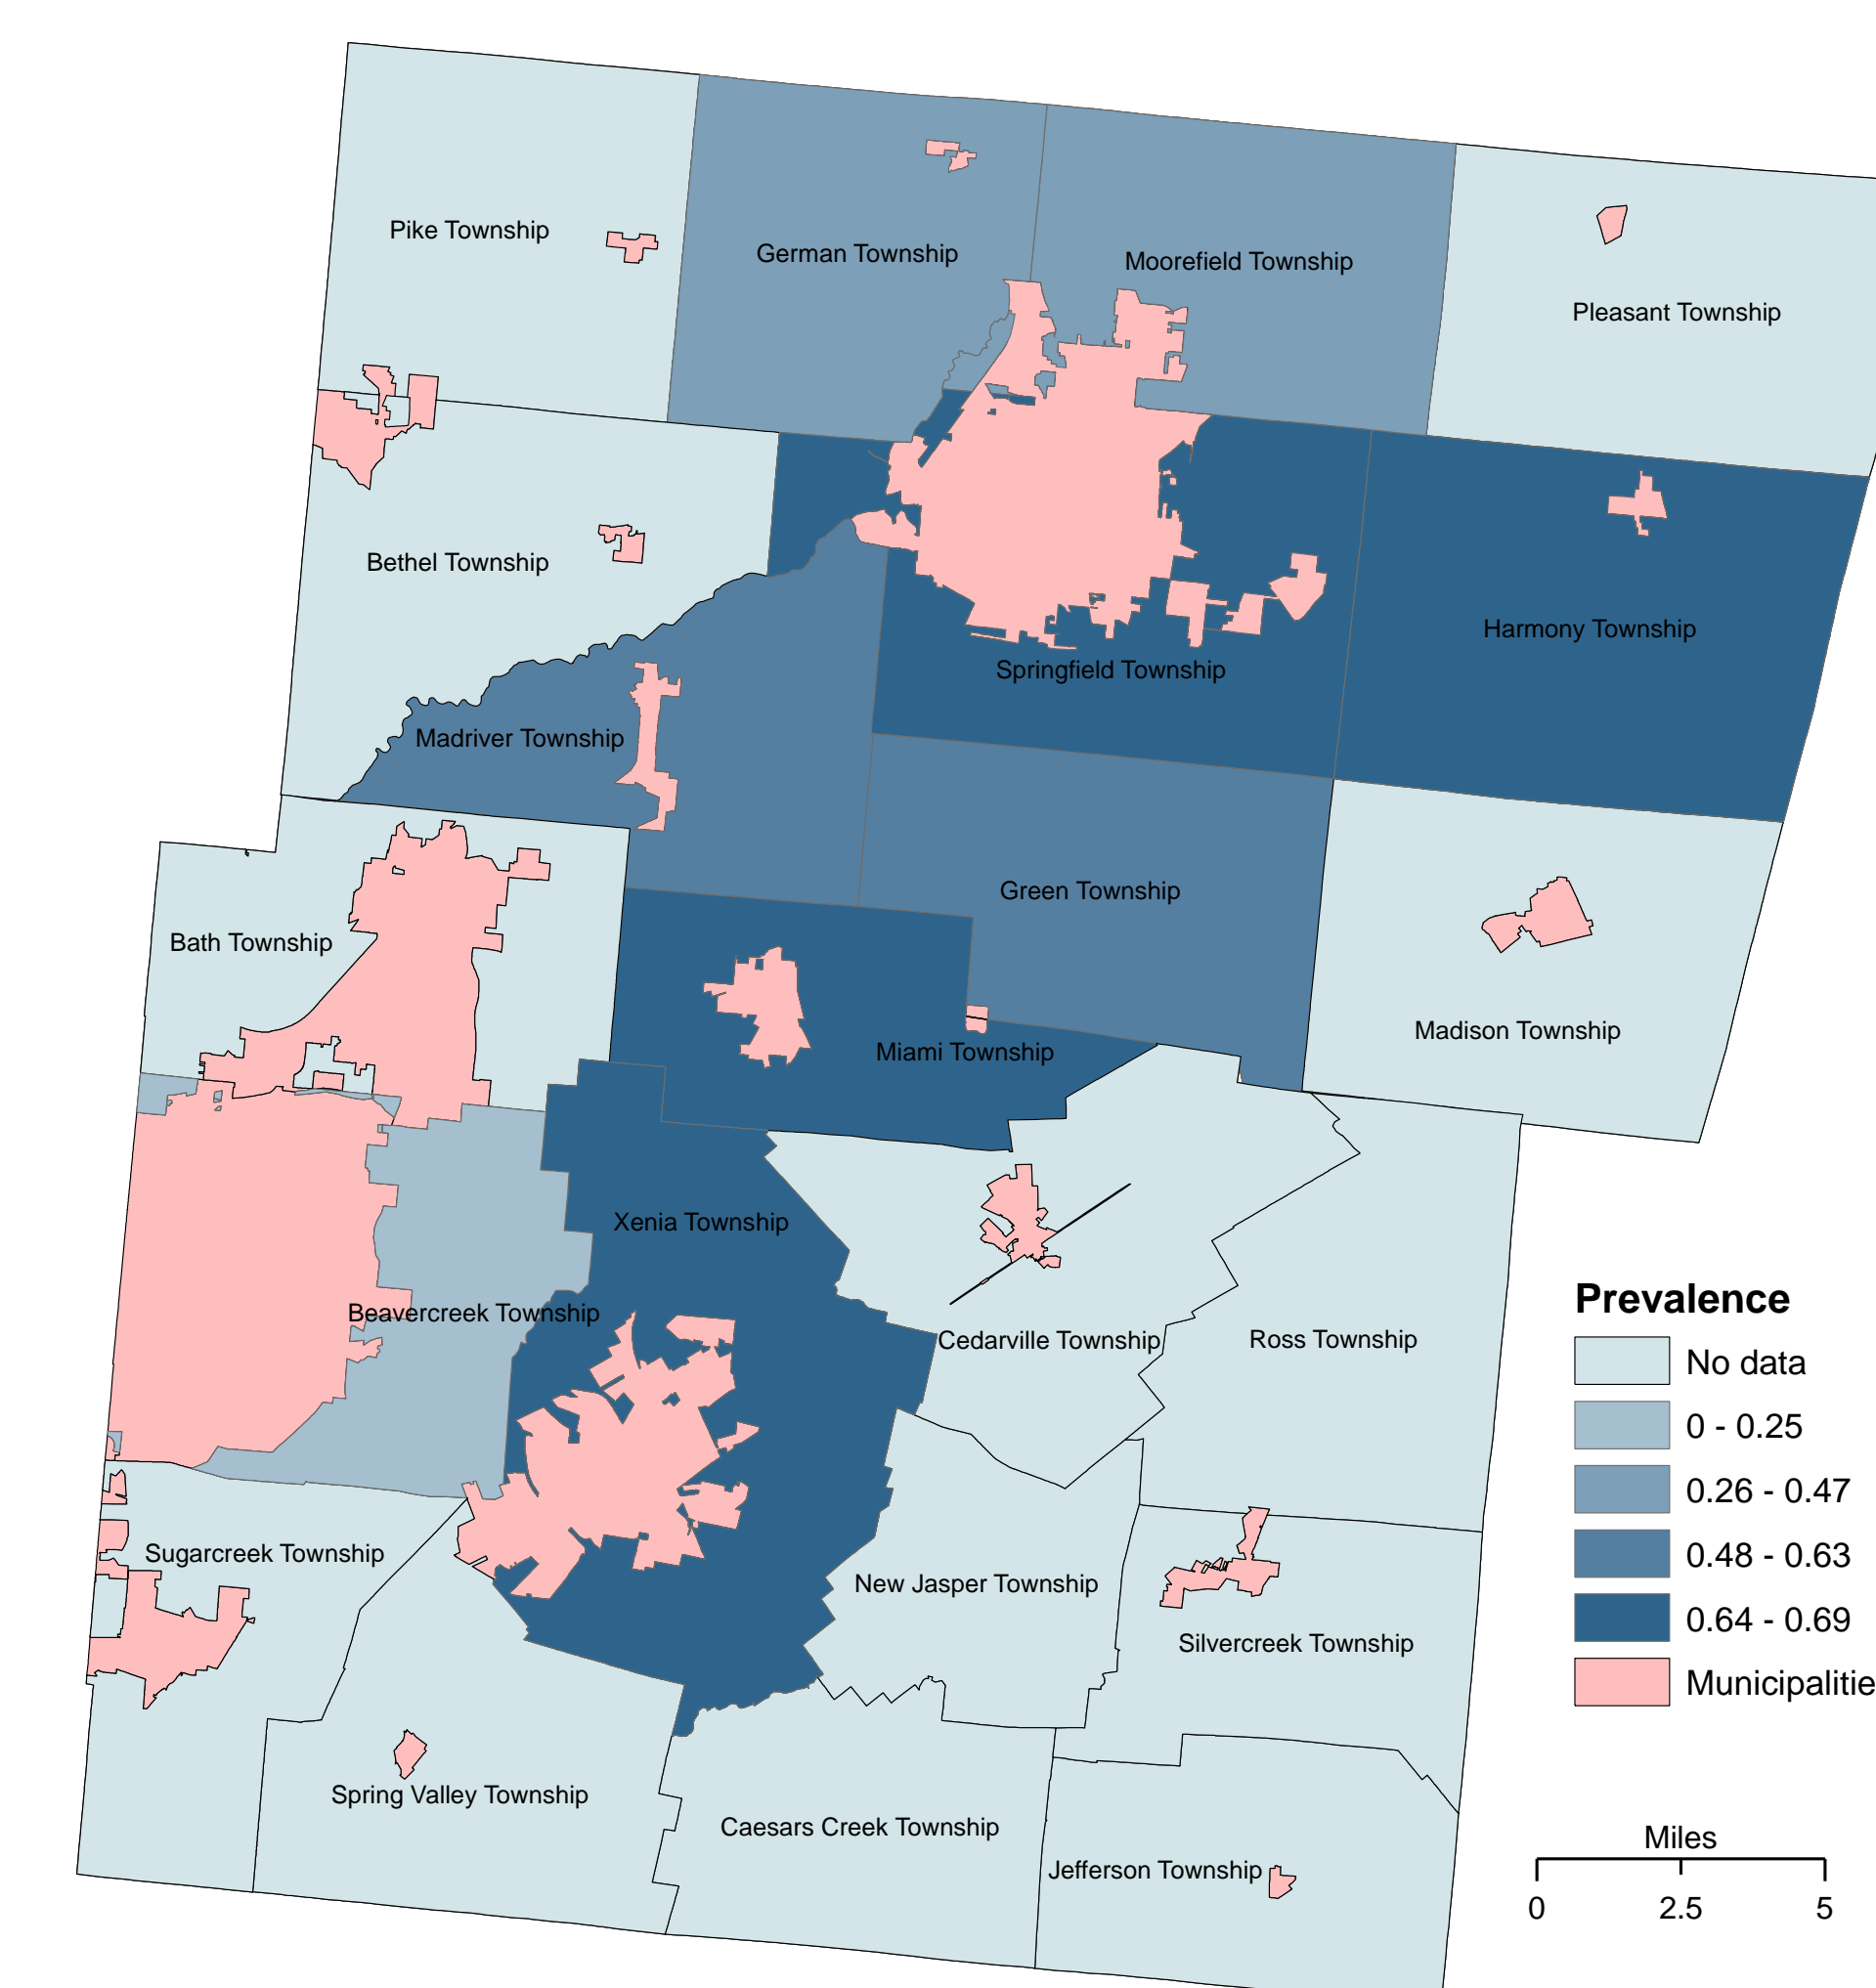 Pike Township
German Township
Moorefield Township
Pleasant Township
Bethel Township
Harmony Township
Springfield Township
Madriver Township
Green Township
Bath Township
Madison Township
Miami Township
Xenia Township
Beavercreek Township
Cedarville Township
Ross Township
Sugarcreek Township
New Jasper Township
Silvercreek Township
Spring Valley Township
Caesars Creek Township
Jefferson Township
Prevalence
No data
0 - 0.25
0.26 - 0.47
0.48 - 0.63
0.64 - 0.69
Municipalitie
Miles
0 2.5 5